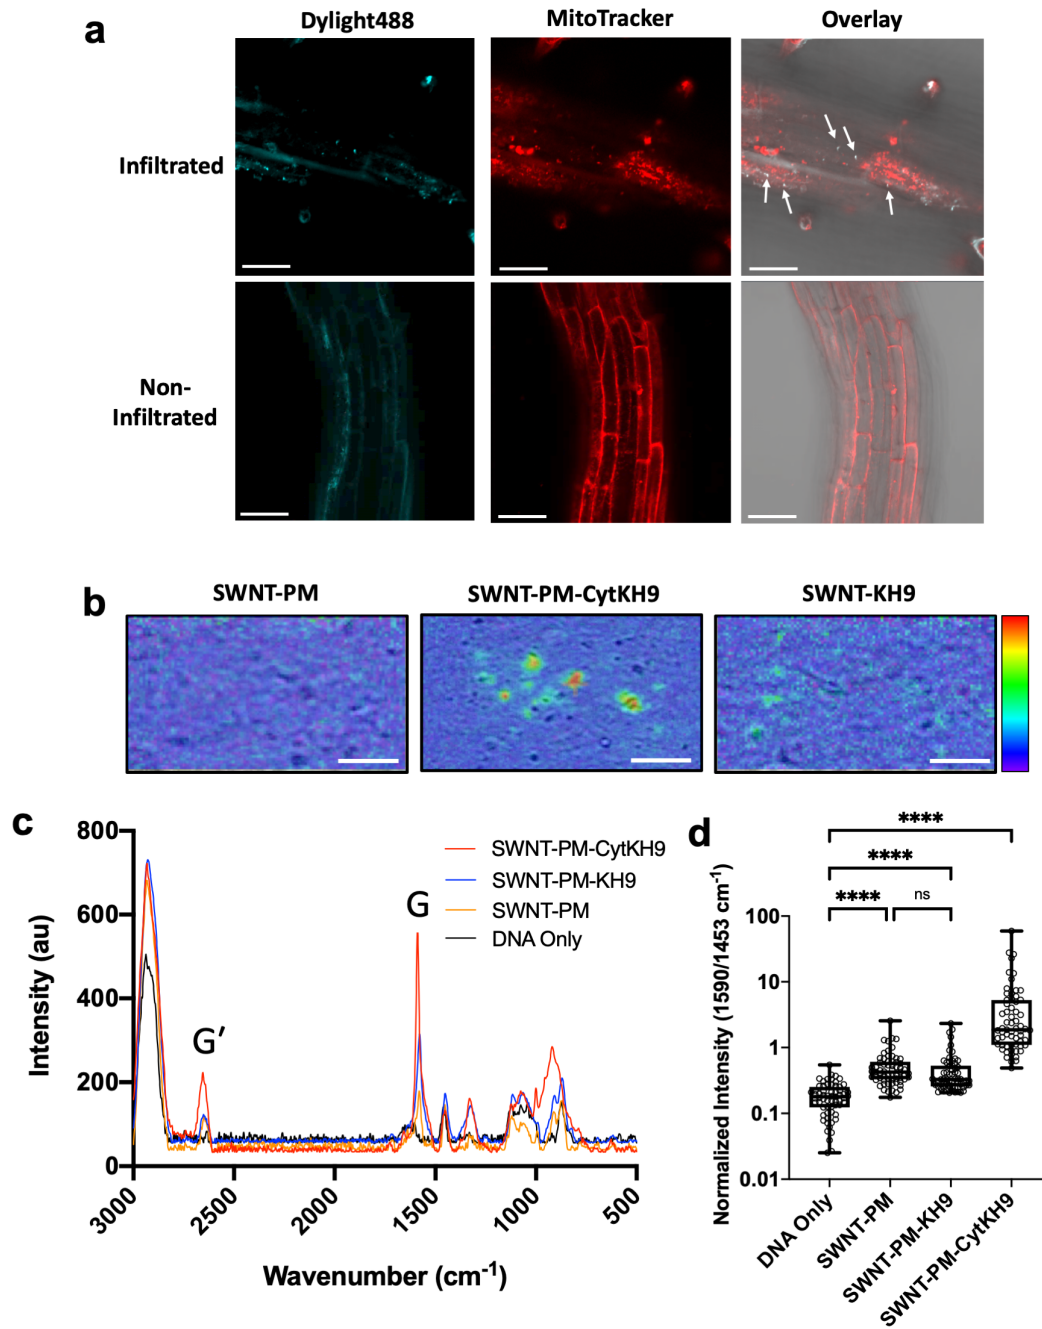 a
Dylight488
MitoTracker
Overlay
Infiltrated
Non-
Infiltrated
b
SWNT-PM
SWNT-PM-CytKH9
SWNT-KH9
c
800
600
400
200
0
Intensity (au)
G′
G
SWNT-PM-CytKH9
SWNT-PM-KH9
SWNT-PM
DNA Only
3000
2500
2000
1500
1000
500
Wavenumber (cm⁻¹)
d
****
****
****
ns
Normalized Intensity (1590/1453 cm⁻¹)
100
10
1
0.1
0.01
DNA Only
SWNT-PM
SWNT-PM-KH9
SWNT-PM-CytKH9